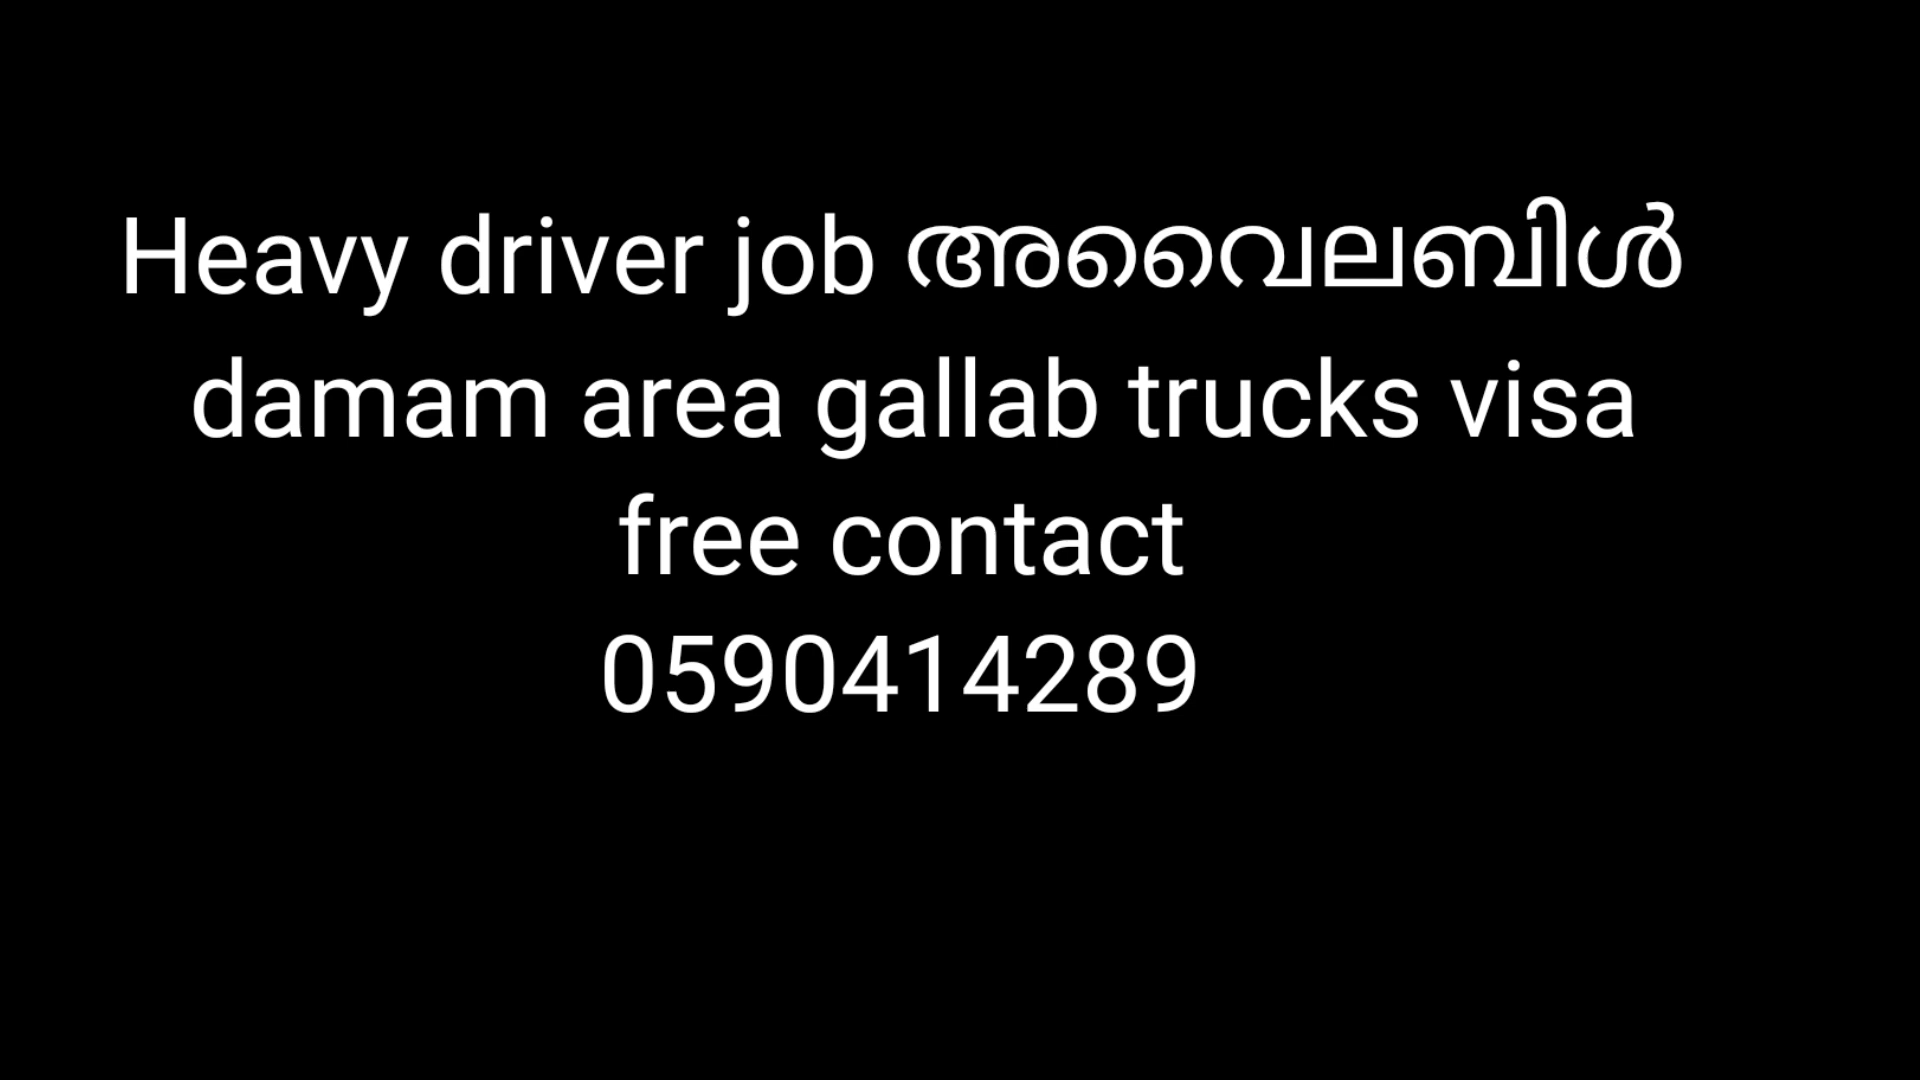 Heavy driver job അവൈലബിൾ
damam area gallab trucks visa
free contact
0590414289